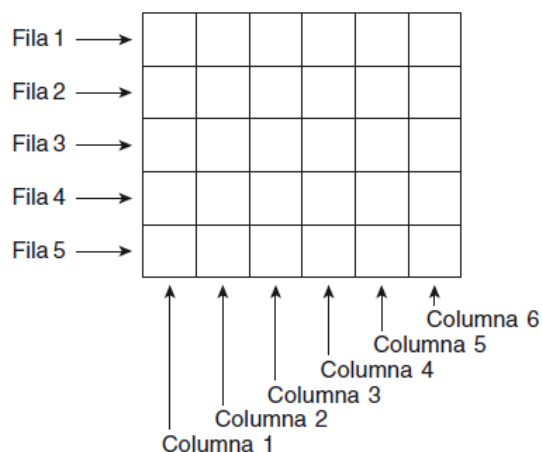 Fila 1
Fila 2
Fila 3
Fila 4
Fila 5
Columna 6
Columna 5
Columna 4
Columna 3
Columna 2
Columna 1